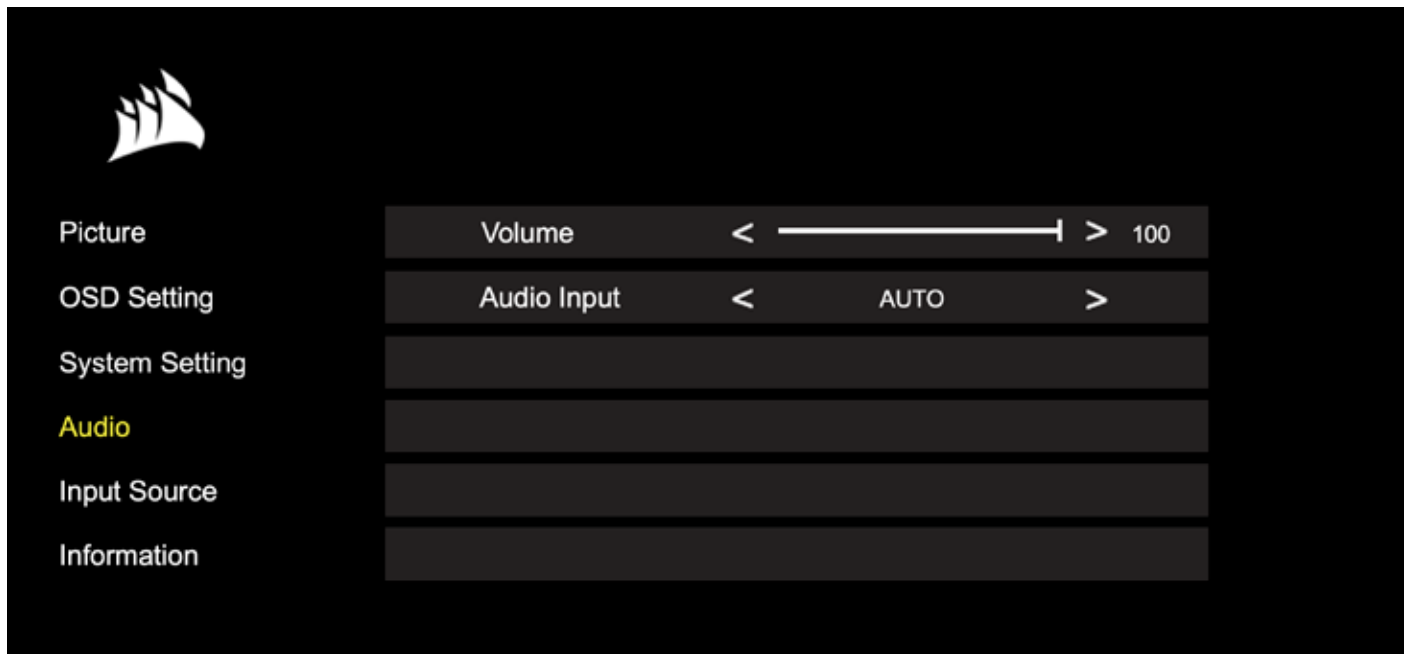 Picture Volume < > 100
OSD Setting Audio Input < AUTO >
System Setting
Audio
Input Source
Information